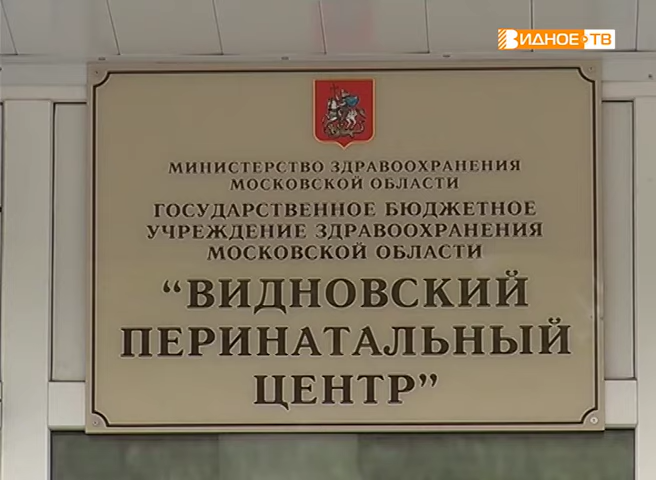 ВИДНОЕ ТВ
МИНИСТЕРСТВО ЗДРАВООХРАНЕНИЯ
МОСКОВСКОЙ ОБЛАСТИ
ГОСУДАРСТВЕННОЕ БЮДЖЕТНОЕ
УЧРЕЖДЕНИЕ ЗДРАВООХРАНЕНИЯ
МОСКОВСКОЙ ОБЛАСТИ
“ВИДНОВСКИЙ
ПЕРИНАТАЛЬНЫЙ
ЦЕНТР”